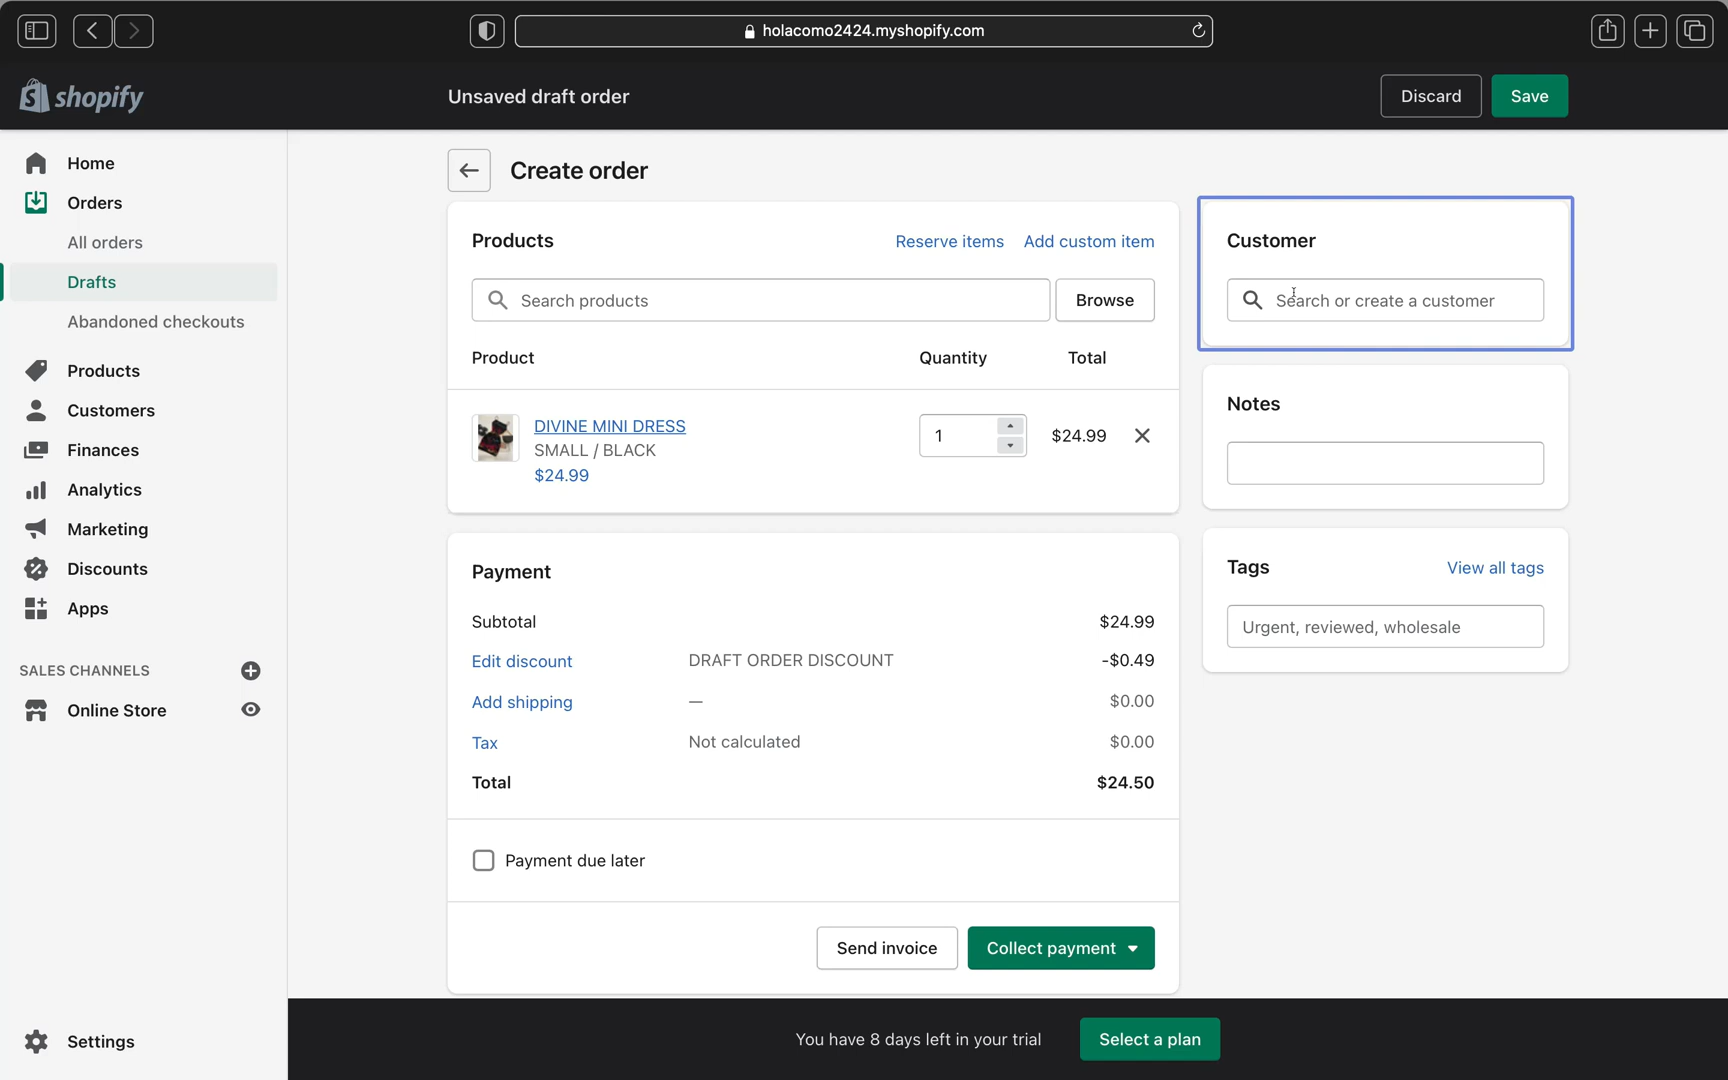 holacomo2424.myshopify.com
shopify
Unsaved draft order
Discard
Save
Home
Orders
All orders
Drafts
Abandoned checkouts
Products
Customers
Finances
Analytics
Marketing
Discounts
Apps
SALES CHANNELS
Online Store
Settings
Create order
Products
Reserve items
Add custom item
Search products
Browse
Product Quantity Total
DIVINE MINI DRESS
SMALL / BLACK
$24.99
1
$24.99
Payment
Subtotal $24.99
Edit discount DRAFT ORDER DISCOUNT -$0.49
Add shipping — $0.00
Tax Not calculated $0.00
Total $24.50
Payment due later
Send invoice
Collect payment
Customer
Search or create a customer
Notes
Tags
View all tags
Urgent, reviewed, wholesale
You have 8 days left in your trial
Select a plan